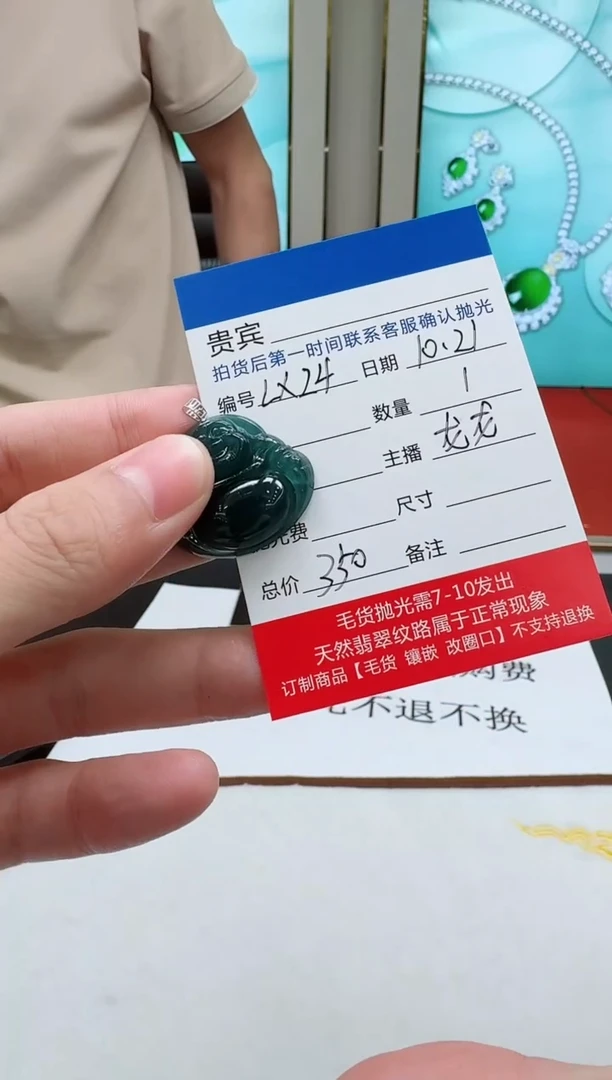 贵宾
拍货后第一时间联系客服确认抛光
编号 LX24 日期 10.21
数量 1
主播 龙龙
尺寸
光费
总价 350 备注
毛货抛光需7-10发出
天然翡翠纹路属于正常现象
订制商品【毛货 镶嵌 改圈口】不支持退换
费
不退不换